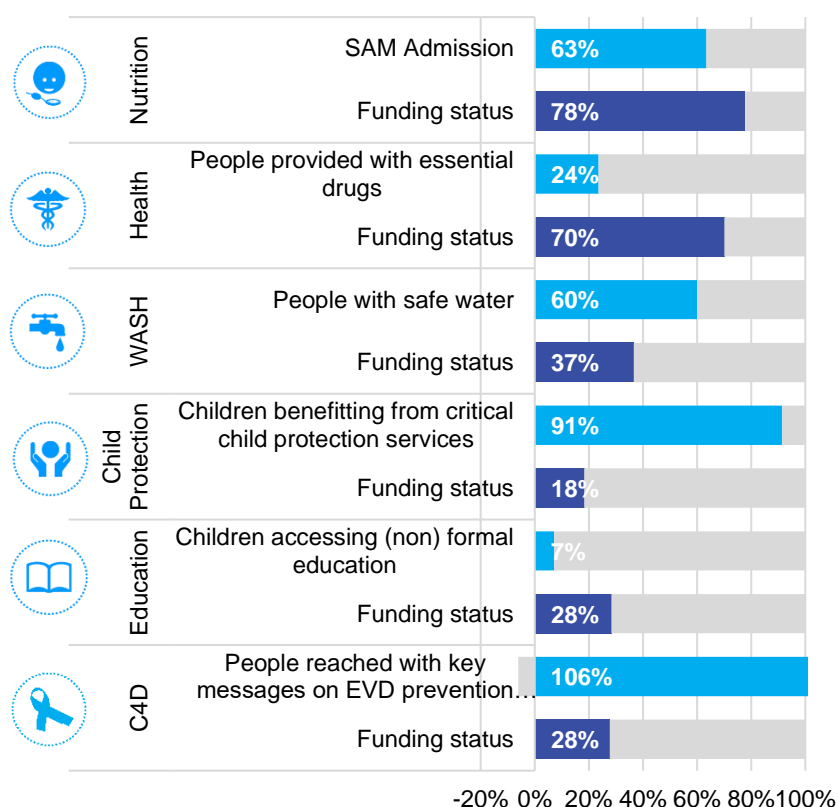 Nutrition
SAM Admission
63%
Funding status
78%
Health
People provided with essential
drugs
24%
Funding status
70%
WASH
People with safe water
60%
Funding status
37%
Child
Protection
Children benefitting from critical
child protection services
91%
Funding status
18%
Education
Children accessing (non) formal
education
7%
Funding status
28%
C4D
People reached with key
messages on EVD prevention…
106%
Funding status
28%
-20% 0% 20% 40% 60% 80% 100%